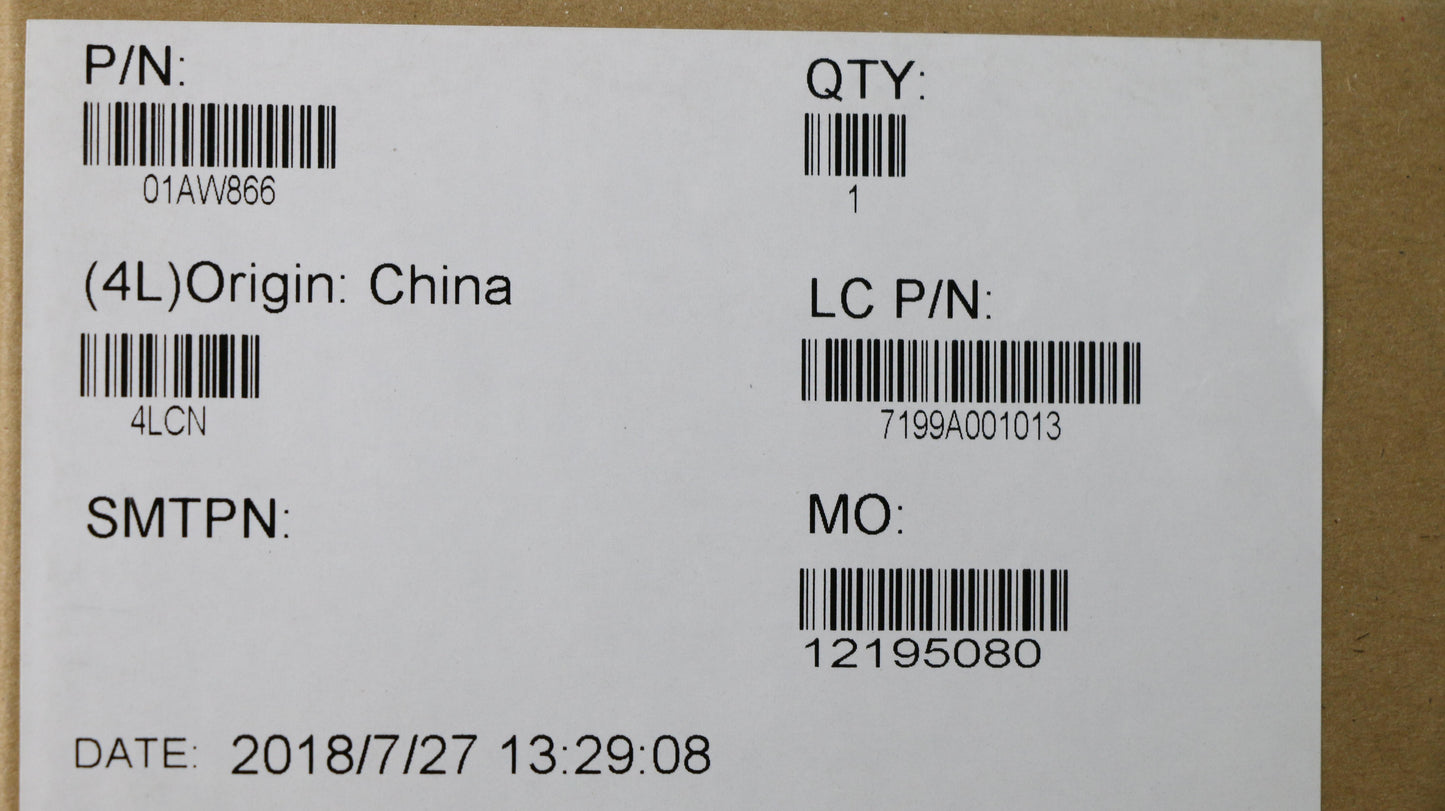 P/N:
01AW866
QTY:
1
(4L)Origin: China
4LCN
LC P/N:
7199A001013
SMTPN:
MO:
12195080
DATE: 2018/7/27 13:29:08